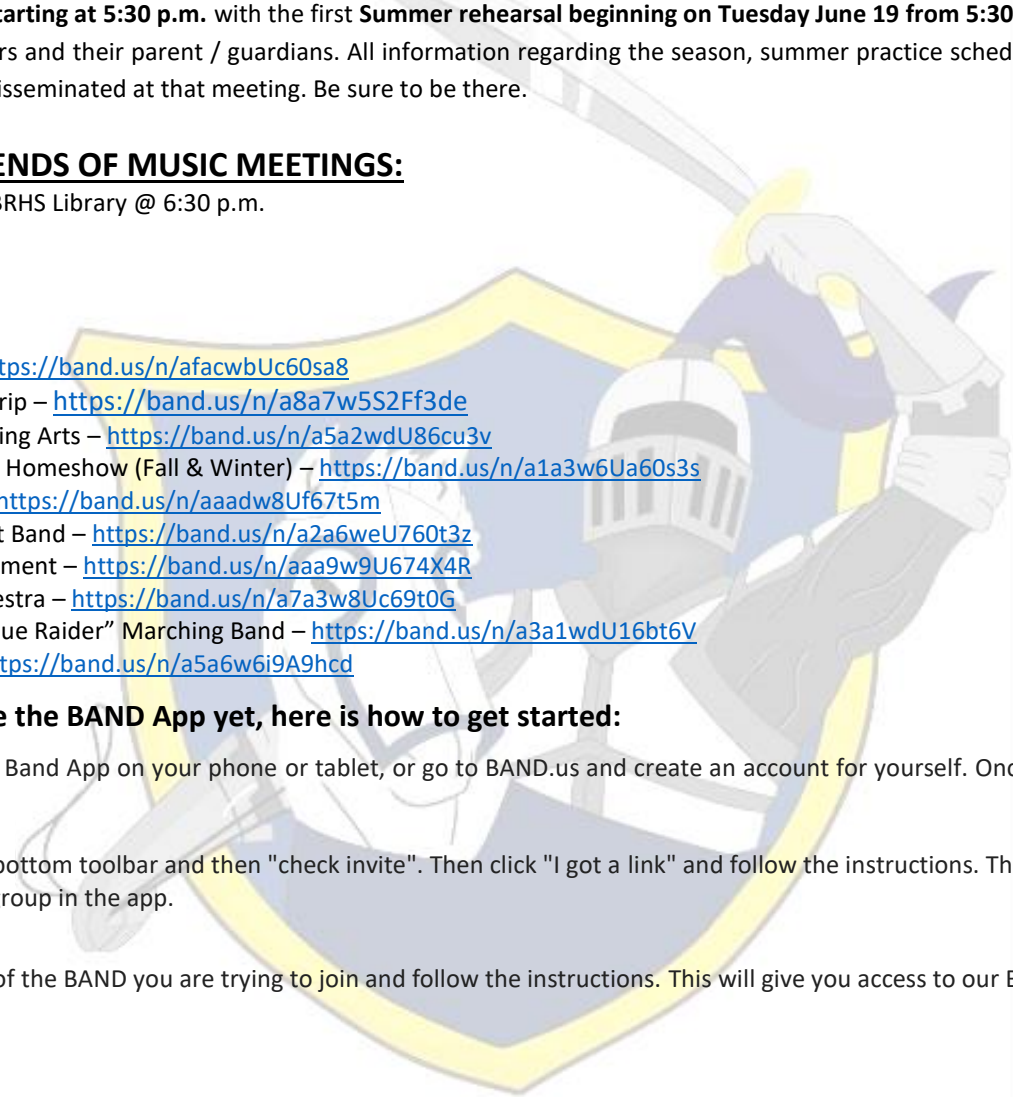 tarting at 5:30 p.m. with the first Summer rehearsal beginning on Tuesday June 19 from 5:30
rs and their parent / guardians. All information regarding the season, summer practice sched
isseminated at that meeting. Be sure to be there.
ENDS OF MUSIC MEETINGS:
BRHS Library @ 6:30 p.m.
tps://band.us/n/afacwbUc60sa8
rip – https://band.us/n/a8a7w5S2Ff3de
ing Arts – https://band.us/n/a5a2wdU86cu3v
Homeshow (Fall & Winter) – https://band.us/n/a1a3w6Ua60s3s
https://band.us/n/aaadw8Uf67t5m
t Band – https://band.us/n/a2a6weU760t3z
ment – https://band.us/n/aaa9w9U674X4R
estra – https://band.us/n/a7a3w8Uc69t0G
ue Raider” Marching Band – https://band.us/n/a3a1wdU16bt6V
tps://band.us/n/a5a6w6i9A9hcd
e the BAND App yet, here is how to get started:
Band App on your phone or tablet, or go to BAND.us and create an account for yourself. Onc
bottom toolbar and then "check invite". Then click "I got a link" and follow the instructions. Th
group in the app.
of the BAND you are trying to join and follow the instructions. This will give you access to our B